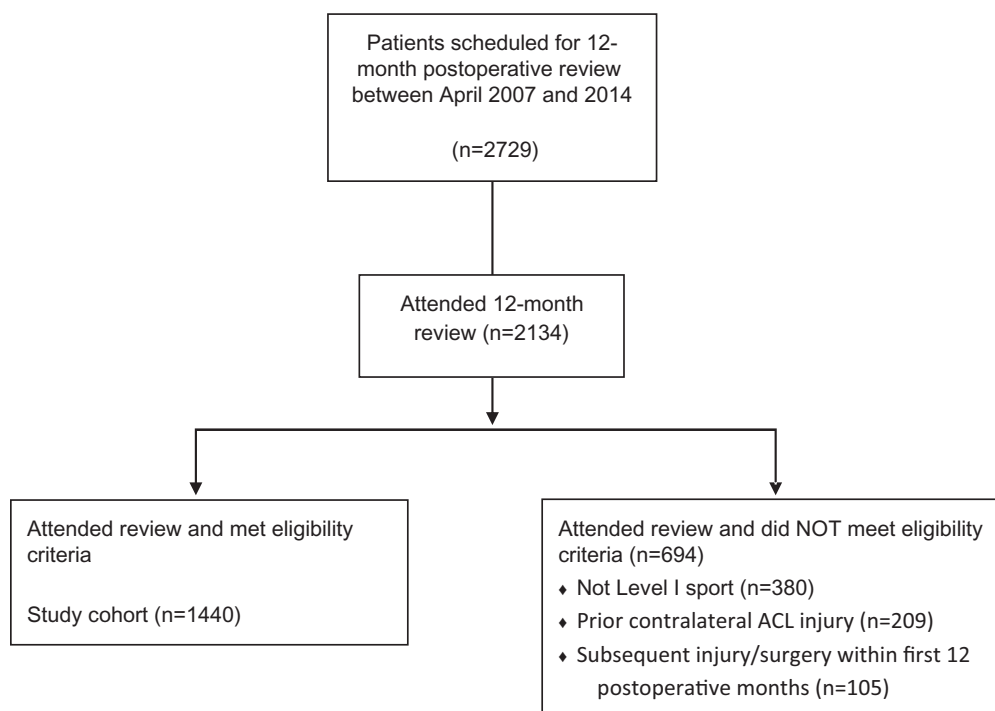 Patients scheduled for 12-
month postoperative review
between April 2007 and 2014
(n=2729)
Attended 12-month
review (n=2134)
Attended review and met eligibility
criteria
Study cohort (n=1440)
Attended review and did NOT meet eligibility
criteria (n=694)
♦ Not Level I sport (n=380)
♦ Prior contralateral ACL injury (n=209)
♦ Subsequent injury/surgery within first 12
postoperative months (n=105)